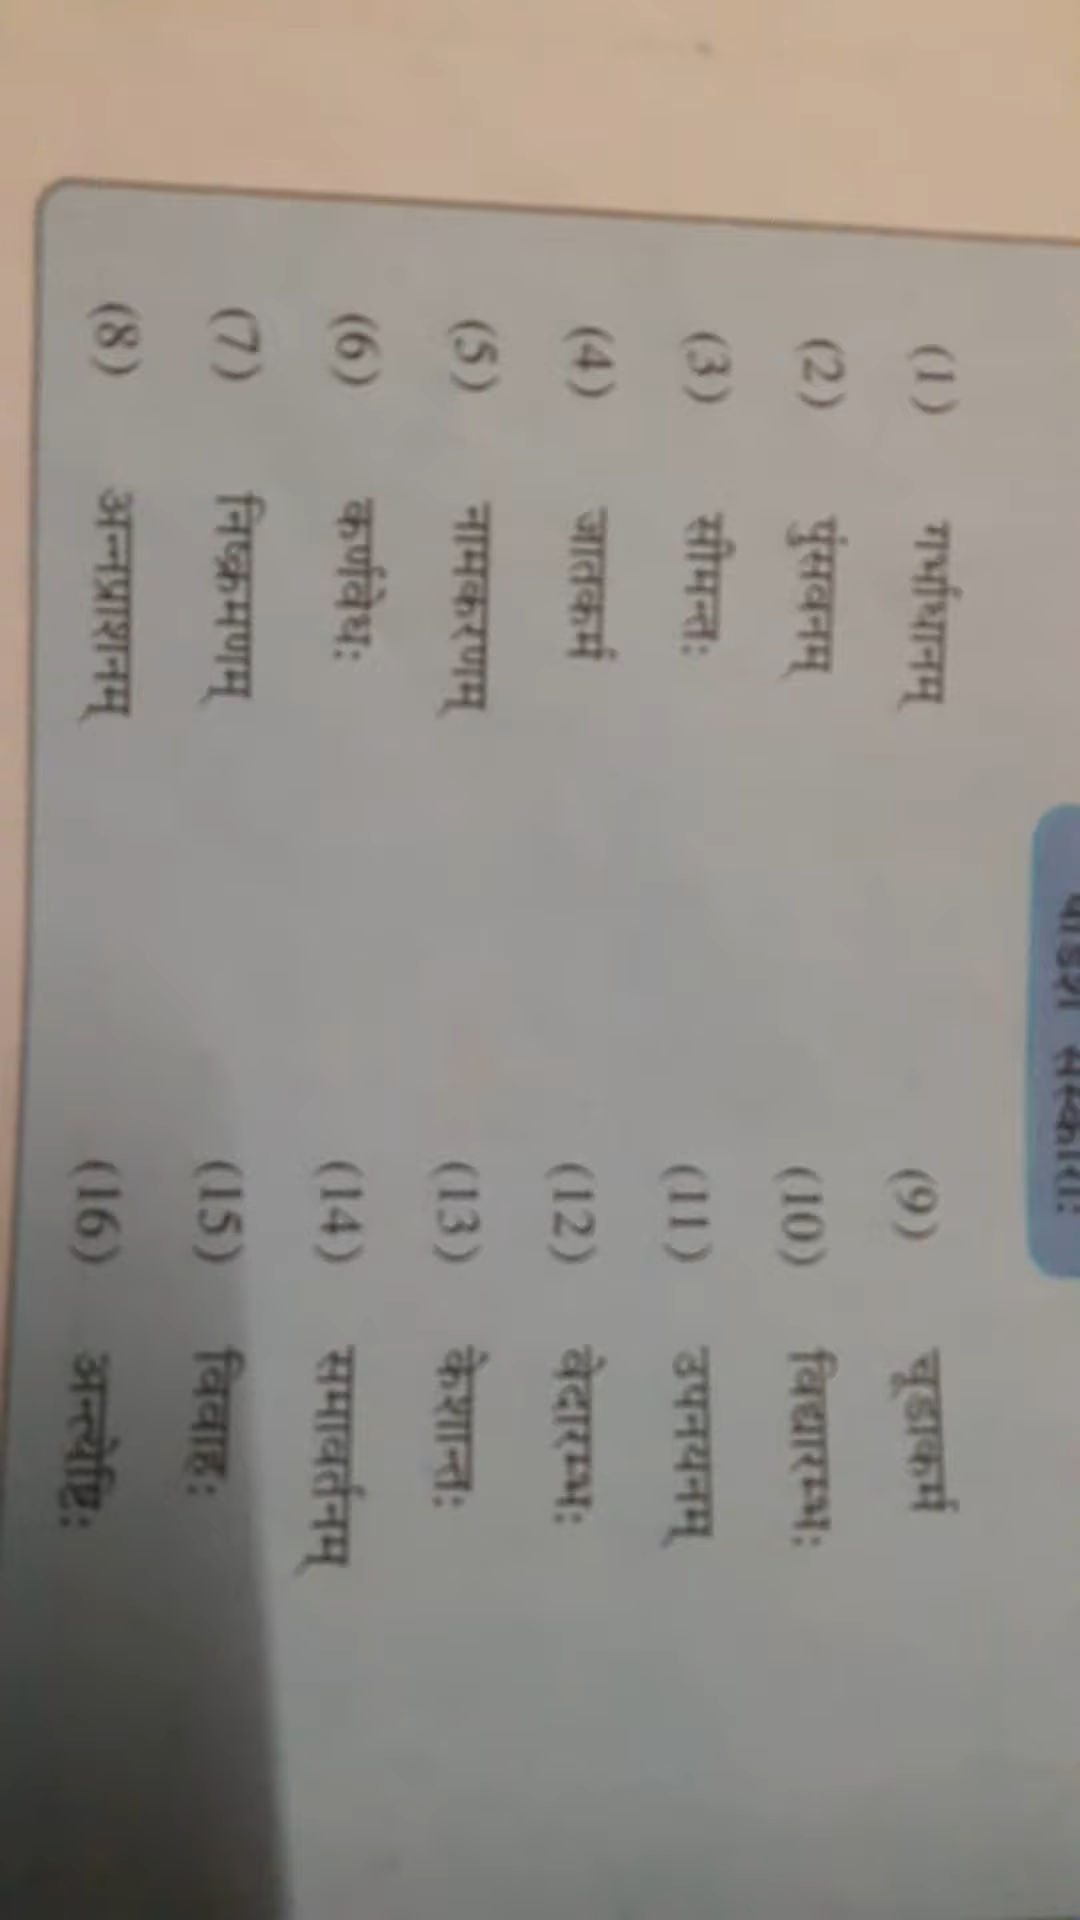 षोडश संस्काराः
(1) गर्भाधानम्
(2) पुंसवनम्
(3) सीमन्तः
(4) जातकर्म
(5) नामकरणम्
(6) कर्णवेधः
(7) निष्क्रमणम्
(8) अन्नप्राशनम्
(9) चूडाकर्म
(10) विद्यारम्भः
(11) उपनयनम्
(12) वेदारम्भः
(13) केशान्तः
(14) समावर्तनम्
(15) विवाहः
(16) अन्त्येष्टिः